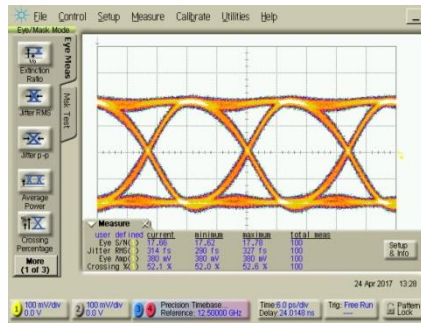 File Control Setup Measure Calibrate Utilities Help
Eye/Mask Mode
Eye Meas
Mask Test
Extinction
Ratio
Jitter RMS
Jitter p-p
Average
Power
Crossing
Percentage
More
(1 of 3)
Measure
user defined current minimum maximum total meas
Eye S/N( ) 17.66 17.62 17.78 100
Jitter RMS( ) 314 fs 290 fs 327 fs 100
Eye Amp( ) 380 mV 380 mV 380 mV 100
Crossing %( ) 52.1 % 52.0 % 52.6 % 100
Setup
& Info
24 Apr 2017 13:28
1) 100 mV/div
0.0 V
2) 100 mV/div
0.0 V
3) 4) Precision Timebase...
Reference: 12.50000 GHz
Time:6.0 ps/div
Delay:24.0148 ns
Trig: Free Run
Pattern
Lock